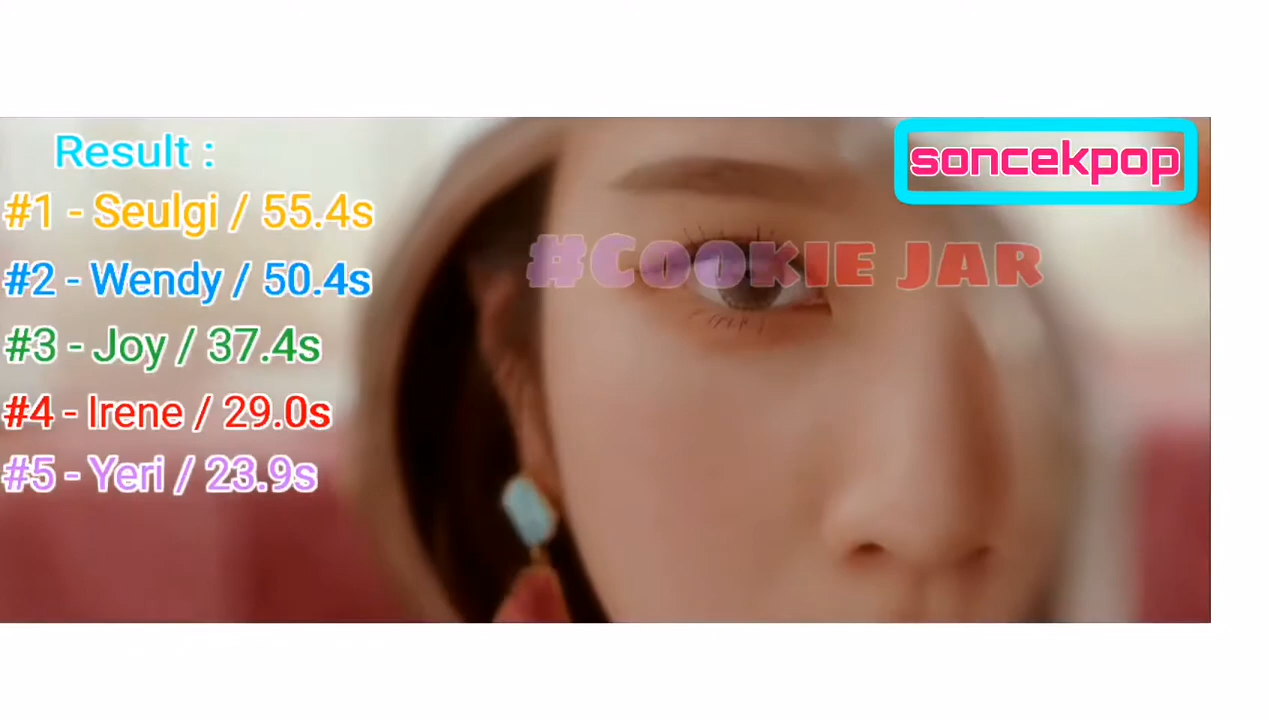 Result :
#1 - Seulgi / 55.4s
#2 - Wendy / 50.4s
#3 - Joy / 37.4s
#4 - Irene / 29.0s
#5 - Yeri / 23.9s
soncekpop
#Cookie jar